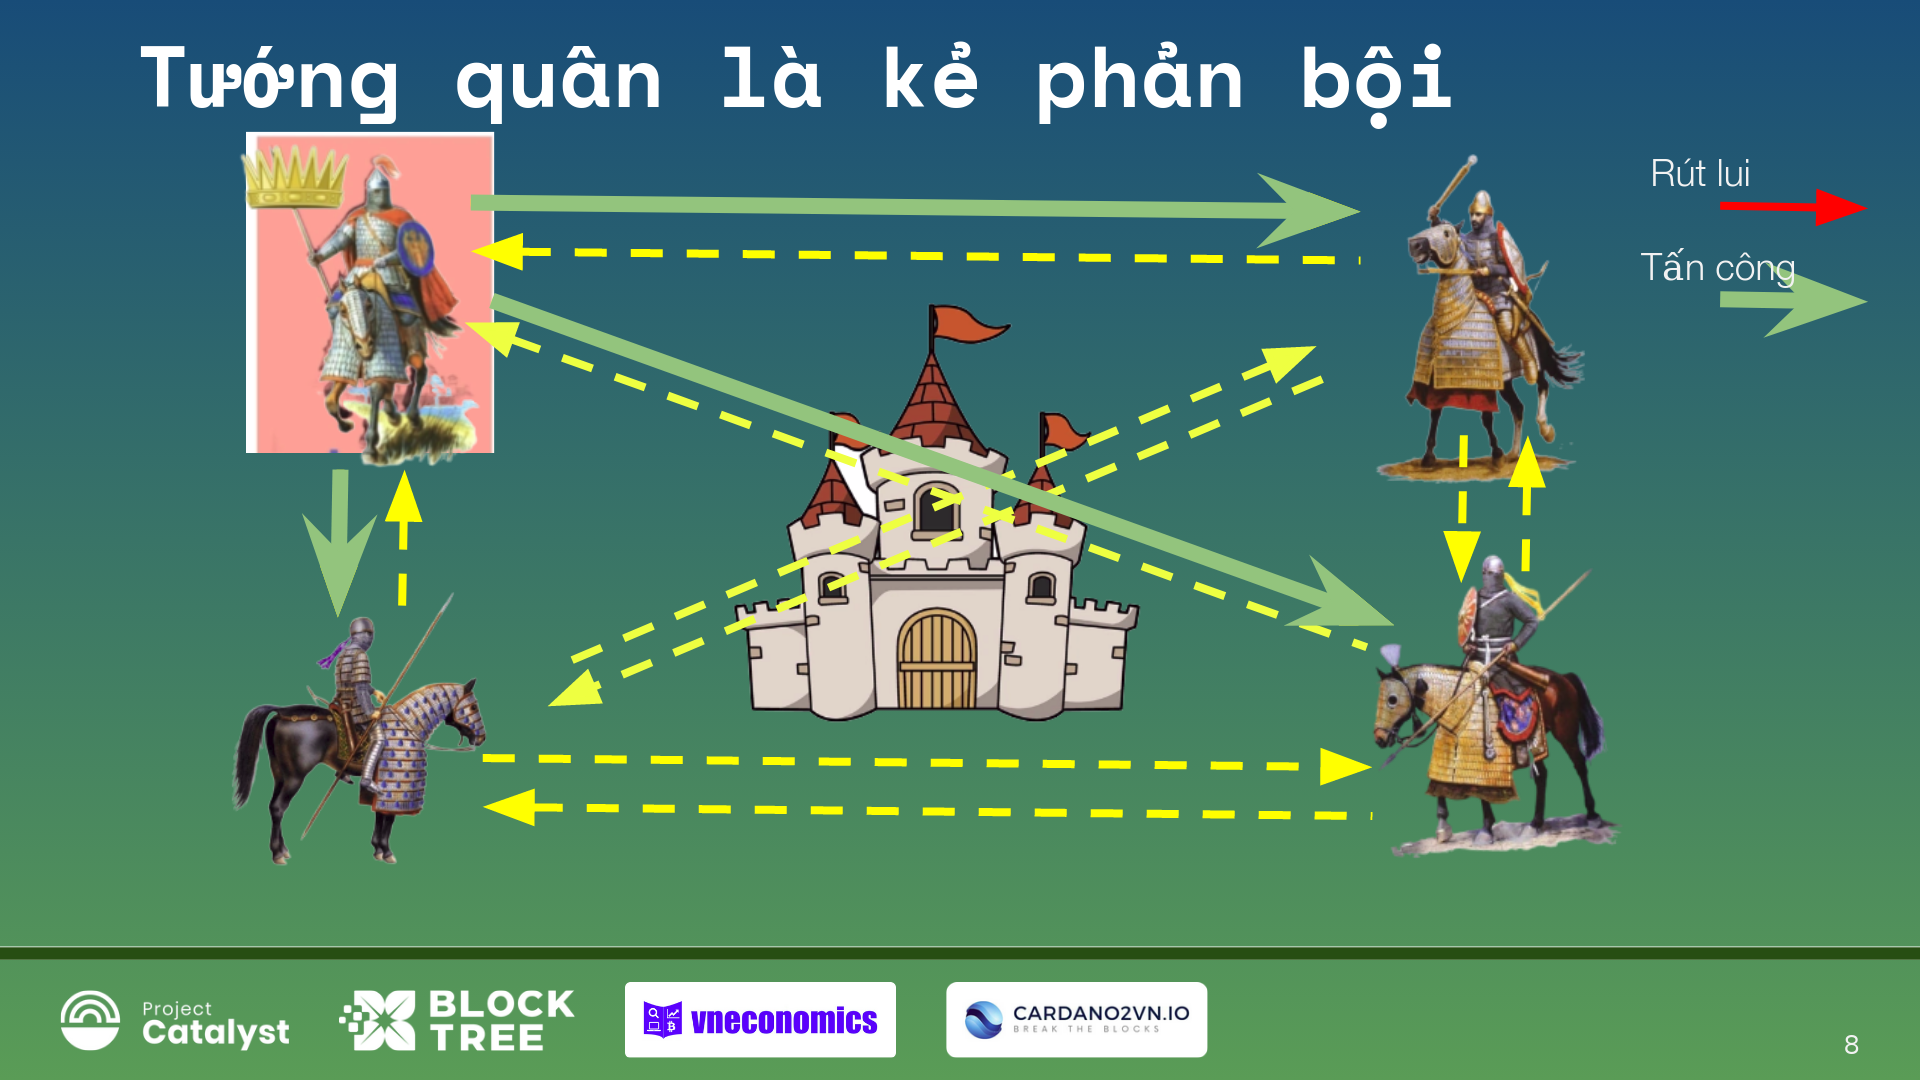 Tướng quân là kẻ phản bội
Rút lui
Tấn công
Project
Catalyst
BLOCK
TREE
vneconomics
CARDANO2VN.IO
BREAK THE BLOCKS
8